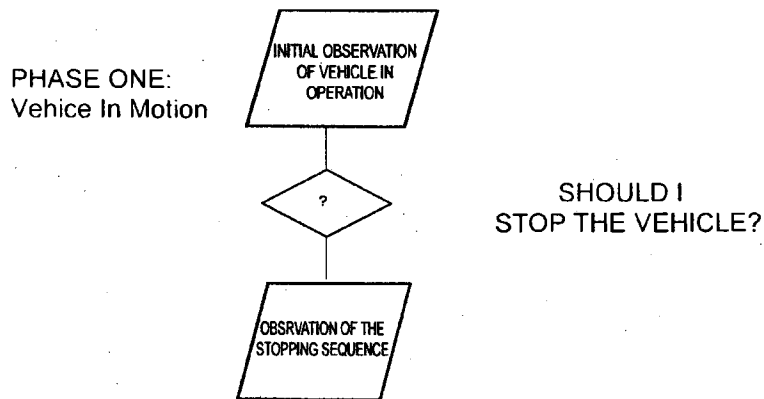 INITIAL OBSERVATION
OF VEHICLE IN
OPERATION
PHASE ONE:
Vehice In Motion
?
SHOULD I
STOP THE VEHICLE?
OBSRVATION OF THE
STOPPING SEQUENCE